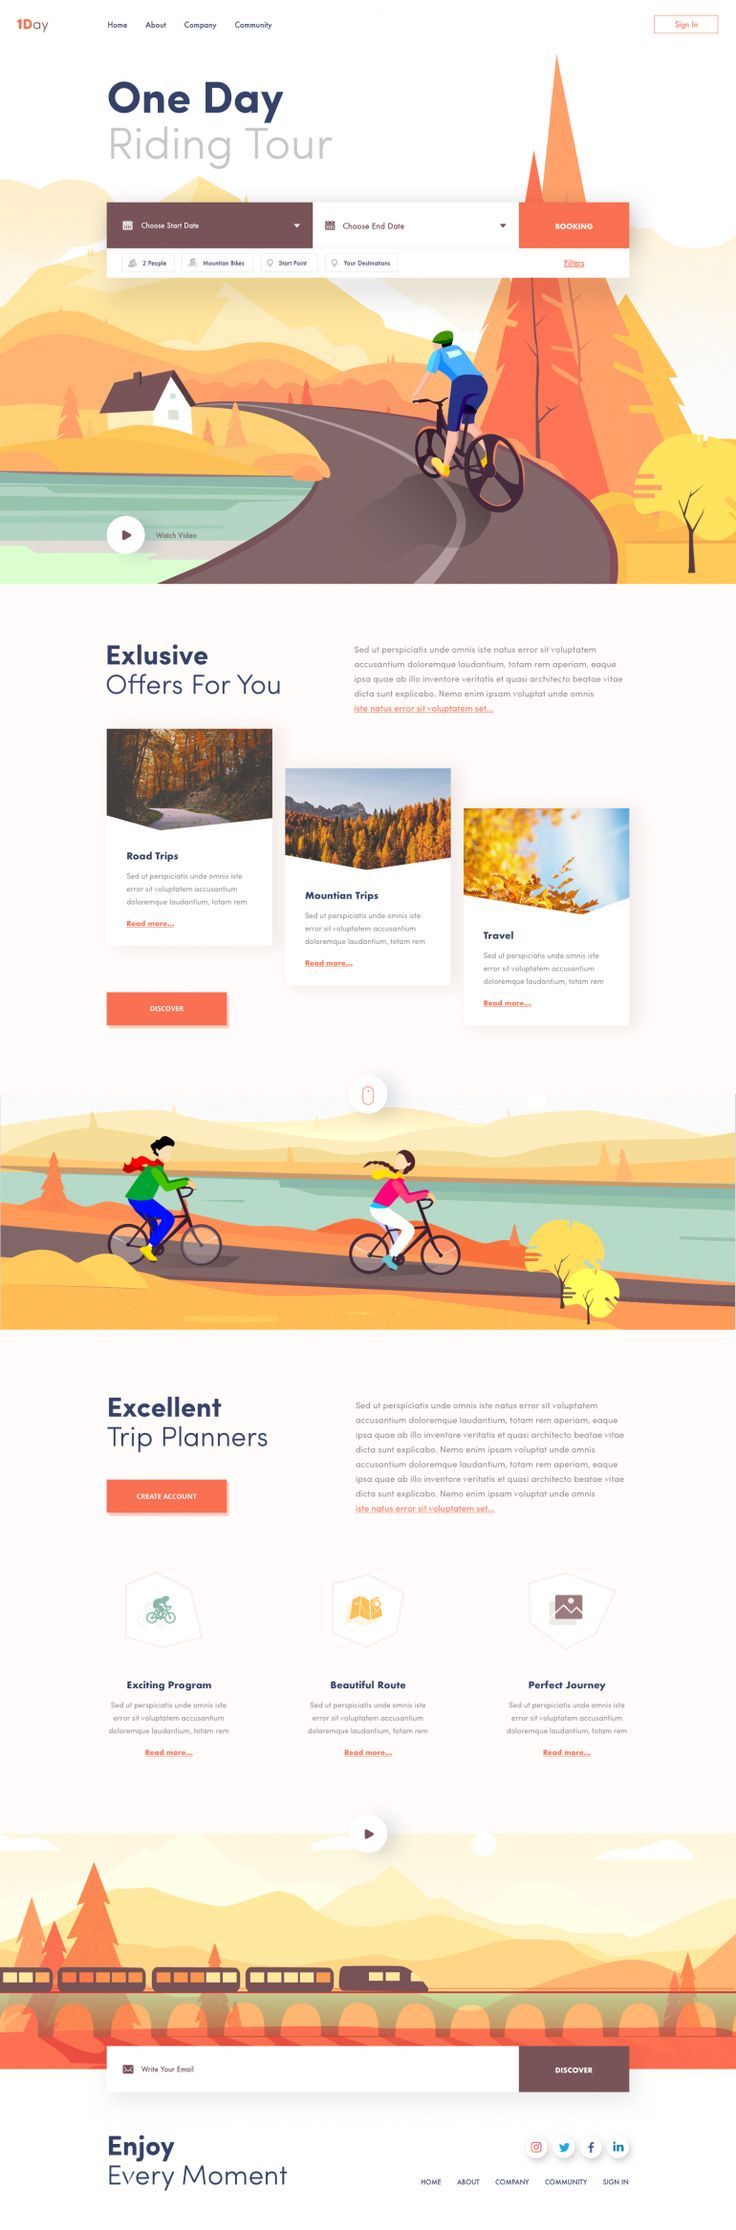 1Day
Home About Company Community
Sign In
One Day
Riding Tour
Choose Start Date
Choose End Date
BOOKING
2 People
Mountian Bikes
Start Point
Your Destinations
Filters
Watch Video
Exlusive
Offers For You
Sed ut perspiciatis unde omnis iste natus error sit voluptatem
accusantium doloremque laudantium, totam rem aperiam, eaque
ipsa quae ab illo inventore veritatis et quasi architecto beatae vitae
dicta sunt explicabo. Nemo enim ipsam voluptat unde omnis
iste natus error sit voluptatem set...
Road Trips
Sed ut perspiciatis unde omnis iste
error sit voluptatem accusantium
doloremque laudantium, totam rem
Read more...
Mountian Trips
Sed ut perspiciatis unde omnis iste
error sit voluptatem accusantium
doloremque laudantium, totam rem
Read more...
Travel
Sed ut perspiciatis unde omnis iste
error sit voluptatem accusantium
doloremque laudantium, totam rem
Read more...
DISCOVER
Excellent
Trip Planners
CREATE ACCOUNT
Sed ut perspiciatis unde omnis iste natus error sit voluptatem
accusantium doloremque laudantium, totam rem aperiam, eaque
ipsa quae ab illo inventore veritatis et quasi architecto beatae vitae
dicta sunt explicabo. Nemo enim ipsam voluptat unde omnis
accusantium doloremque laudantium, totam rem aperiam, eaque
ipsa quae ab illo inventore veritatis et quasi architecto beatae vitae
dicta sunt explicabo. Nemo enim ipsam voluptat unde omnis
iste natus error sit voluptatem set...
Exciting Program
Sed ut perspiciatis unde omnis iste
error sit voluptatem accusantium
doloremque laudantium, totam rem
Read more...
Beautiful Route
Sed ut perspiciatis unde omnis iste
error sit voluptatem accusantium
doloremque laudantium, totam rem
Read more...
Perfect Journey
Sed ut perspiciatis unde omnis iste
error sit voluptatem accusantium
doloremque laudantium, totam rem
Read more...
Write Your Email
DISCOVER
Enjoy
Every Moment
HOME ABOUT COMPANY COMMUNITY SIGN IN